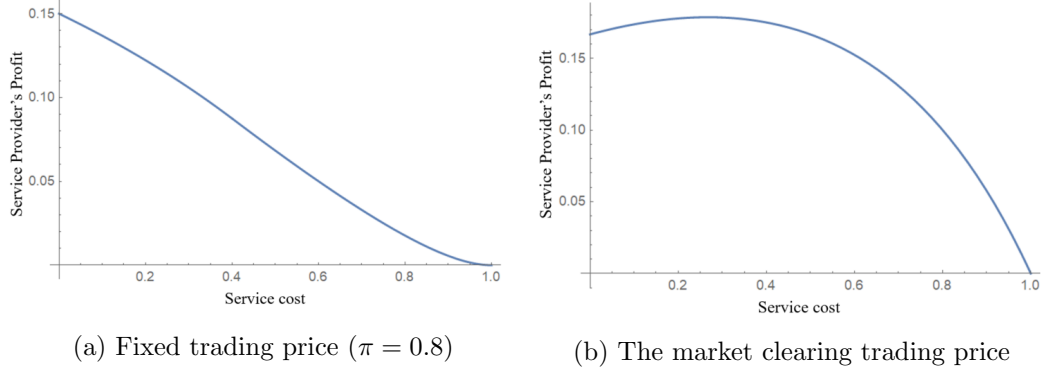 Service Provider's Profit
0.15
0.10
0.05
0.2 0.4 0.6 0.8 1.0
Service cost
(a) Fixed trading price (π = 0.8)
Service Provider's Profit
0.15
0.10
0.05
0.2 0.4 0.6 0.8 1.0
Service cost
(b) The market clearing trading price